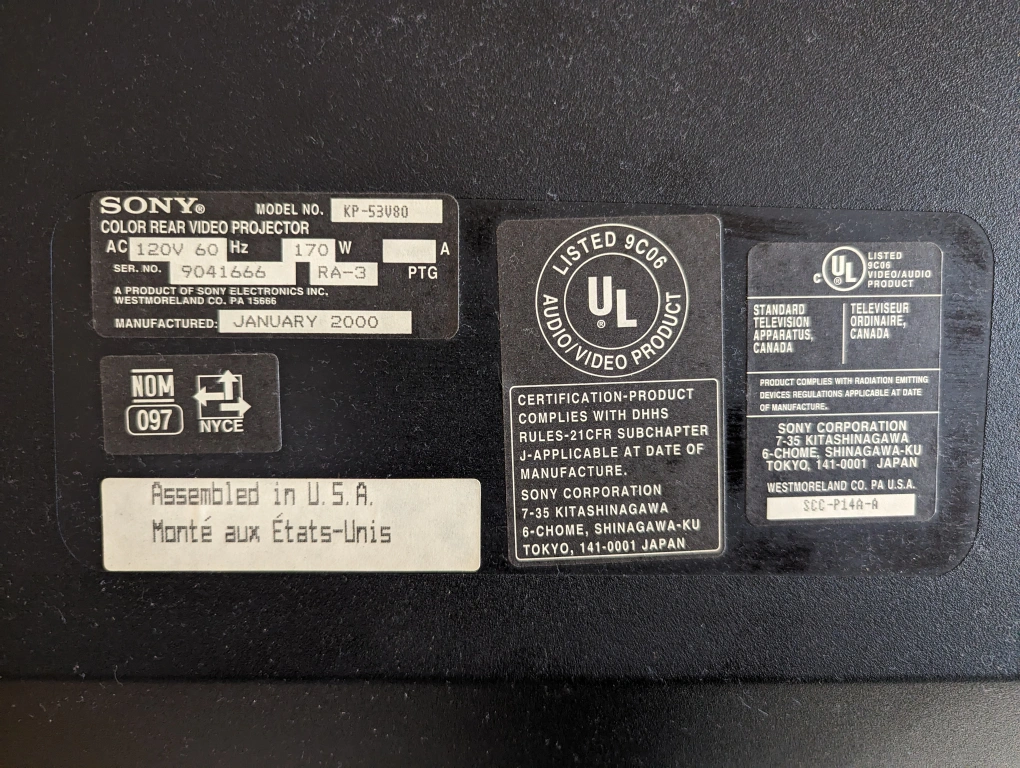 SONY®
MODEL NO. KP-53V80
COLOR REAR VIDEO PROJECTOR
AC 120V 60 Hz 170 W A
SER. NO. 9041666 RA-3 PTG
A PRODUCT OF SONY ELECTRONICS INC.
WESTMORELAND CO. PA 15666
MANUFACTURED: JANUARY 2000
NOM
097
NYCE
Assembled in U.S.A.
Monté aux États-Unis
LISTED 9C06
UL
®
AUDIO/VIDEO PRODUCT
CERTIFICATION-PRODUCT
COMPLIES WITH DHHS
RULES-21CFR SUBCHAPTER
J-APPLICABLE AT DATE OF
MANUFACTURE.
SONY CORPORATION
7-35 KITASHINAGAWA
6-CHOME, SHINAGAWA-KU
TOKYO, 141-0001 JAPAN
c UL ®
LISTED
9C06
VIDEO/AUDIO
PRODUCT
STANDARD
TELEVISION
APPARATUS,
CANADA
TELEVISEUR
ORDINAIRE,
CANADA
PRODUCT COMPLIES WITH RADIATION EMITTING
DEVICES REGULATIONS APPLICABLE AT DATE
OF MANUFACTURE.
SONY CORPORATION
7-35 KITASHINAGAWA
6-CHOME, SHINAGAWA-KU
TOKYO, 141-0001 JAPAN
WESTMORELAND CO. PA U.S.A.
SCC-P14A-A